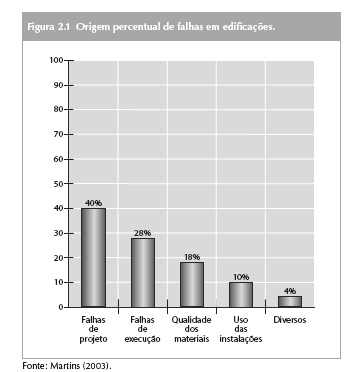 Figura 2.1 Origem percentual de falhas em edificações.
100
90
80
70
60
50
40
30
20
10
0
40%
28%
18%
10%
4%
Falhas
de
projeto
Falhas
de
execução
Qualidade
dos
materiais
Uso
das
instalações
Diversos
Fonte: Martins (2003).